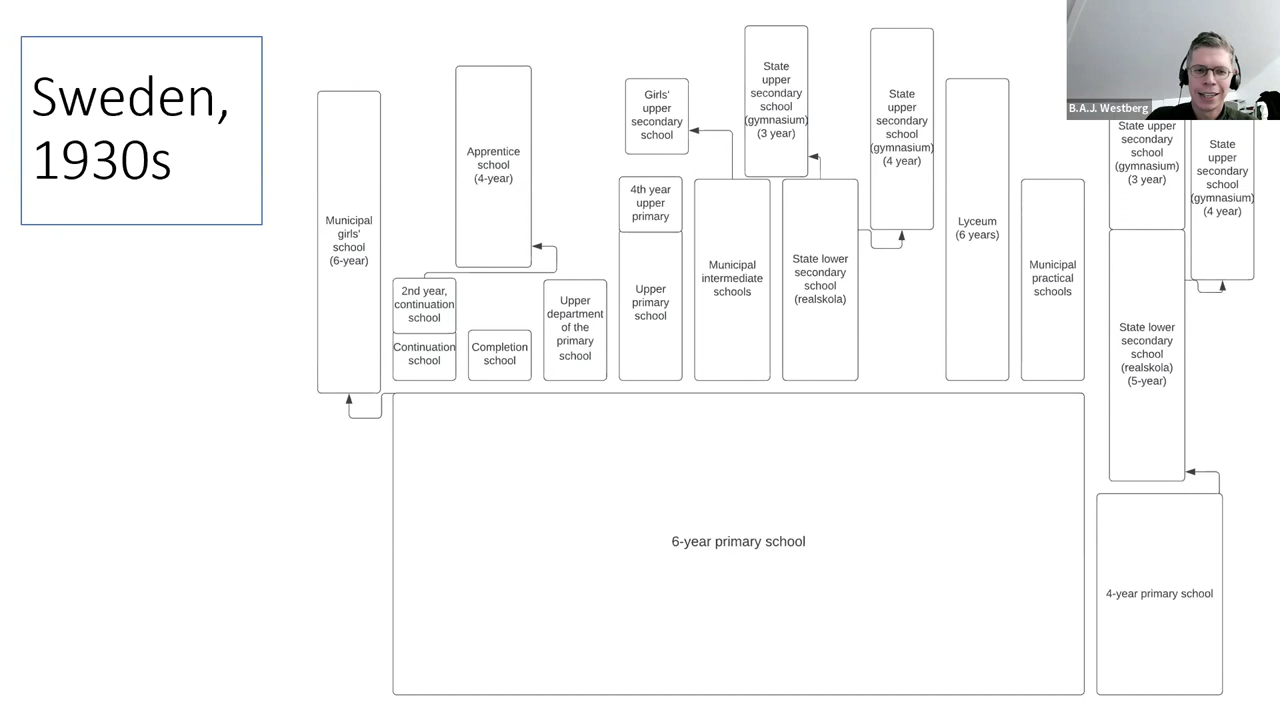 Sweden,
1930s
B.A.J. Westberg
Municipal
girls'
school
(6-year)
Apprentice
school
(4-year)
2nd year,
continuation
school
Continuation
school
Completion
school
Upper
department
of the
primary
school
Girls'
upper
secondary
school
4th year
upper
primary
Upper
primary
school
Municipal
intermediate
schools
State
upper
secondary
school
(gymnasium)
(3 year)
State lower
secondary
school
(realskola)
State
upper
secondary
school
(gymnasium)
(4 year)
Lyceum
(6 years)
Municipal
practical
schools
State upper
secondary
school
(gymnasium)
(3 year)
State
upper
secondary
school
(gymnasium)
(4 year)
State lower
secondary
school
(realskola)
(5-year)
6-year primary school
4-year primary school